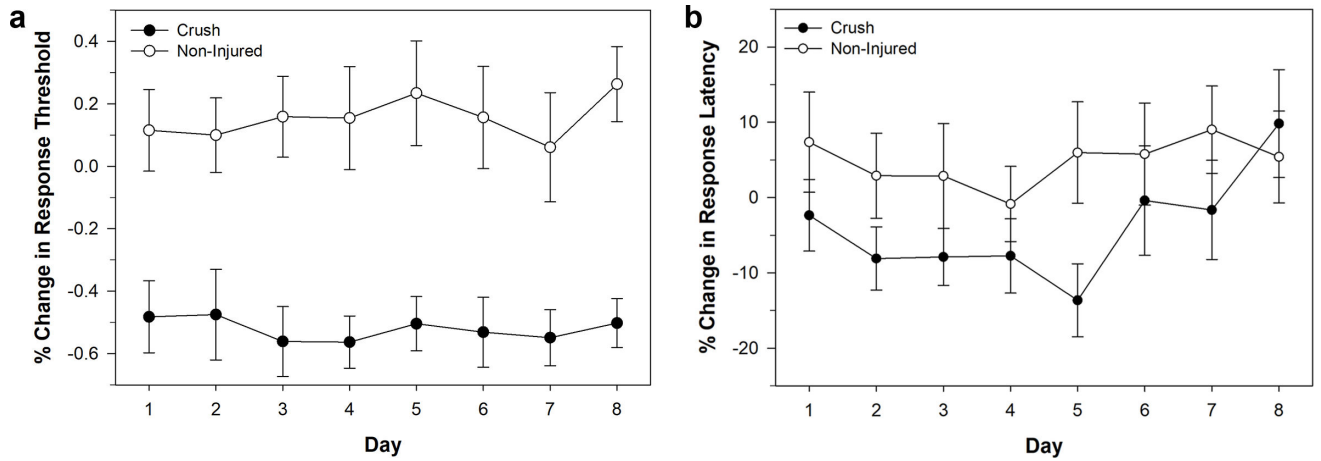 a
Crush
Non-Injured
% Change in Response Threshold
0.4
0.2
0.0
-0.2
-0.4
-0.6
1 2 3 4 5 6 7 8
Day
b
Crush
Non-Injured
% Change in Response Latency
20
10
0
-10
-20
1 2 3 4 5 6 7 8
Day